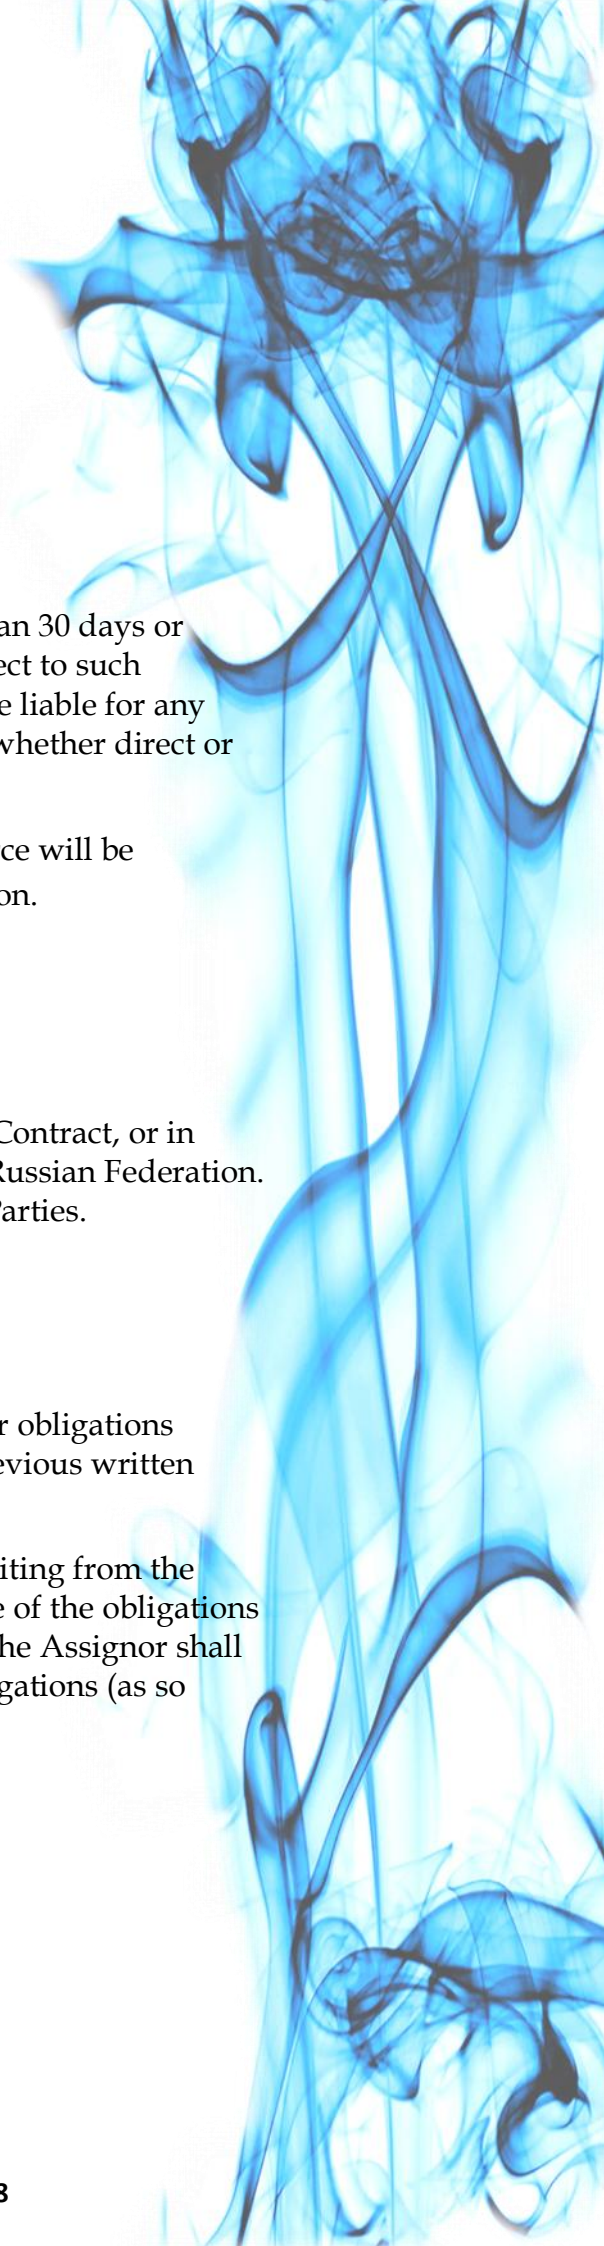 an 30 days or
ect to such
e liable for any
whether direct or
ce will be
on.
Contract, or in
Russian Federation.
Parties.
r obligations
evious written
iting from the
e of the obligations
he Assignor shall
gations (as so
8